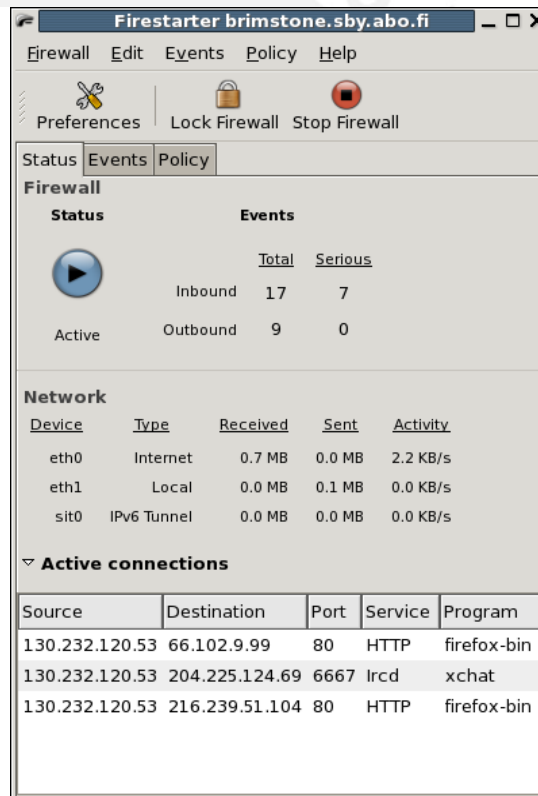 Firestarter brimstone.sby.abo.fi
Firewall Edit Events Policy Help
Preferences Lock Firewall Stop Firewall
Status Events Policy
Firewall
Status Events
Total Serious
Inbound 17 7
Active Outbound 9 0
Network
Device Type Received Sent Activity
eth0 Internet 0.7 MB 0.0 MB 2.2 KB/s
eth1 Local 0.0 MB 0.1 MB 0.0 KB/s
sit0 IPv6 Tunnel 0.0 MB 0.0 MB 0.0 KB/s
Active connections
Source Destination Port Service Program
130.232.120.53 66.102.9.99 80 HTTP firefox-bin
130.232.120.53 204.225.124.69 6667 Ircd xchat
130.232.120.53 216.239.51.104 80 HTTP firefox-bin